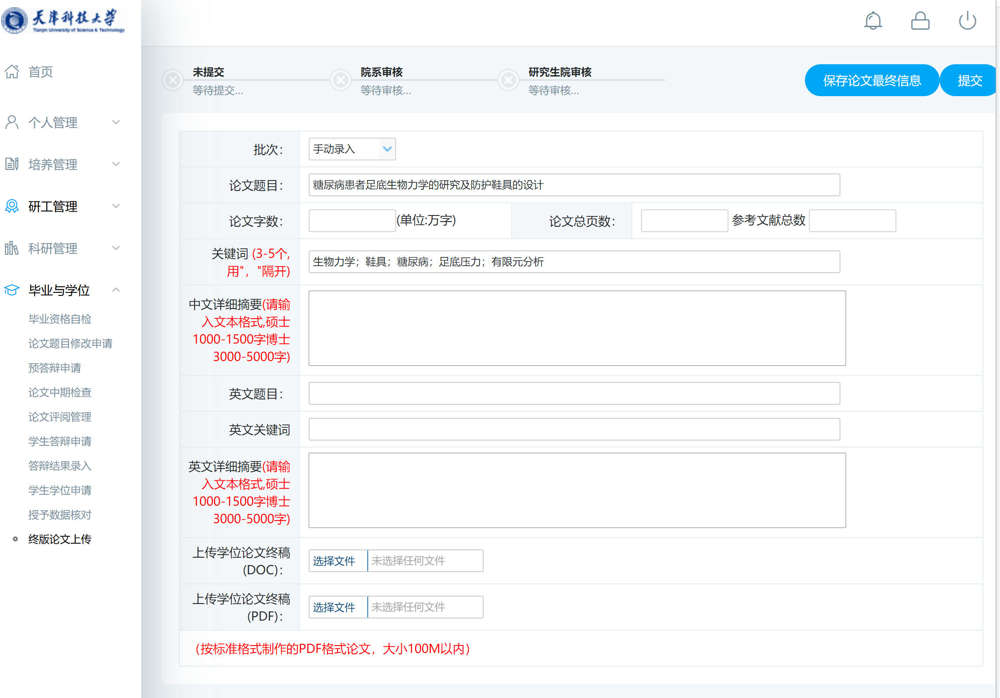 天津科技大学
Tianjin University of Science & Technology
首页
个人管理
培养管理
研工管理
科研管理
毕业与学位
毕业资格自检
论文题目修改申请
预答辩申请
论文中期检查
论文评阅管理
学生答辩申请
答辩结果录入
学生学位申请
授予数据核对
终版论文上传
未提交
等待提交...
院系审核
等待审核...
研究生院审核
等待审核...
保存论文最终信息
提交
批次：
手动录入
论文题目：
糖尿病患者足底生物力学的研究及防护鞋具的设计
论文字数：
(单位:万字)
论文总页数：
参考文献总数
关键词 (3-5个,
用"，"隔开)
生物力学；鞋具；糖尿病；足底压力；有限元分析
中文详细摘要(请输
入文本格式,硕士
1000-1500字博士
3000-5000字)
英文题目：
英文关键词
英文详细摘要(请输
入文本格式,硕士
1000-1500字博士
3000-5000字)
上传学位论文终稿
(DOC)：
选择文件
未选择任何文件
上传学位论文终稿
(PDF)：
选择文件
未选择任何文件
（按标准格式制作的PDF格式论文，大小100M以内）